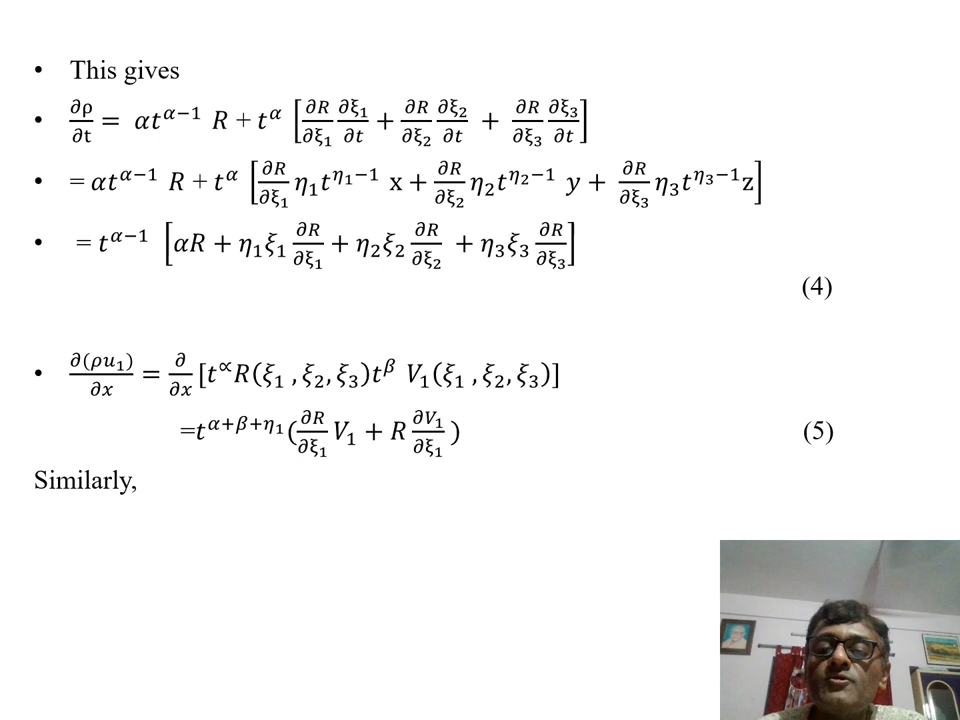 • This gives
• ∂ρ/∂t = αt^{α−1} R + t^α [∂R/∂ξ₁ ∂ξ₁/∂t + ∂R/∂ξ₂ ∂ξ₂/∂t + ∂R/∂ξ₃ ∂ξ₃/∂t]
• = αt^{α−1} R + t^α [∂R/∂ξ₁ η₁t^{η₁−1} x + ∂R/∂ξ₂ η₂t^{η₂−1} y + ∂R/∂ξ₃ η₃t^{η₃−1}z]
• = t^{α−1} [αR + η₁ξ₁ ∂R/∂ξ₁ + η₂ξ₂ ∂R/∂ξ₂ + η₃ξ₃ ∂R/∂ξ₃]
(4)
• ∂(ρu₁)/∂x = ∂/∂x [t^∝R(ξ₁ , ξ₂, ξ₃)t^β V₁(ξ₁ , ξ₂, ξ₃)]
=t^{α+β+η₁}(∂R/∂ξ₁ V₁ + R ∂V₁/∂ξ₁ ) (5)
Similarly,